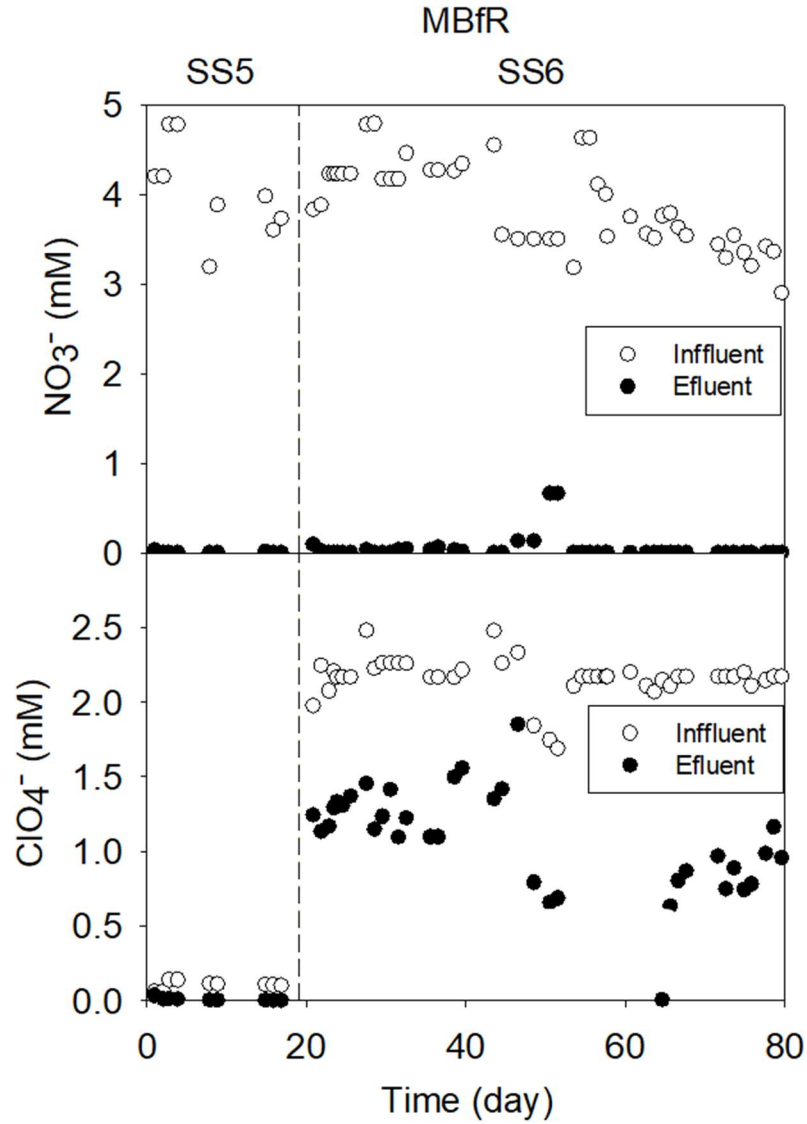 MBfR
SS5 SS6
NO₃⁻ (mM)
5
4
3
2
1
0
Inffluent
Efluent
ClO₄⁻ (mM)
2.5
2.0
1.5
1.0
0.5
0.0
Inffluent
Efluent
0 20 40 60 80
Time (day)